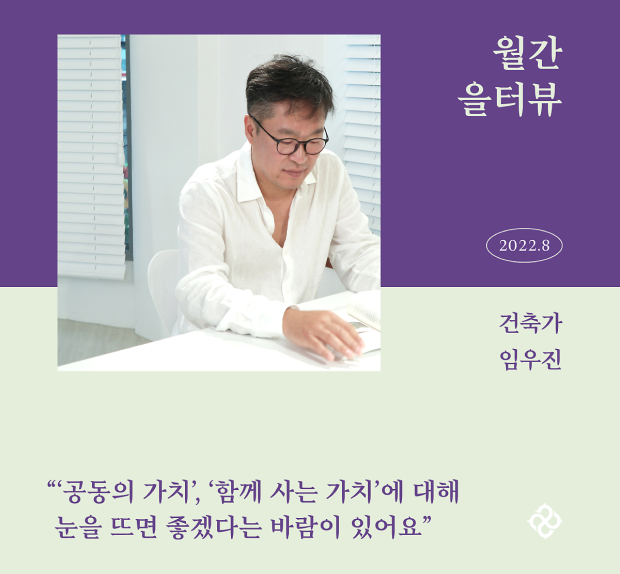 월간
을터뷰
2022.8
건축가
임우진
“‘공동의 가치’, ‘함께 사는 가치’에 대해
눈을 뜨면 좋겠다는 바람이 있어요”